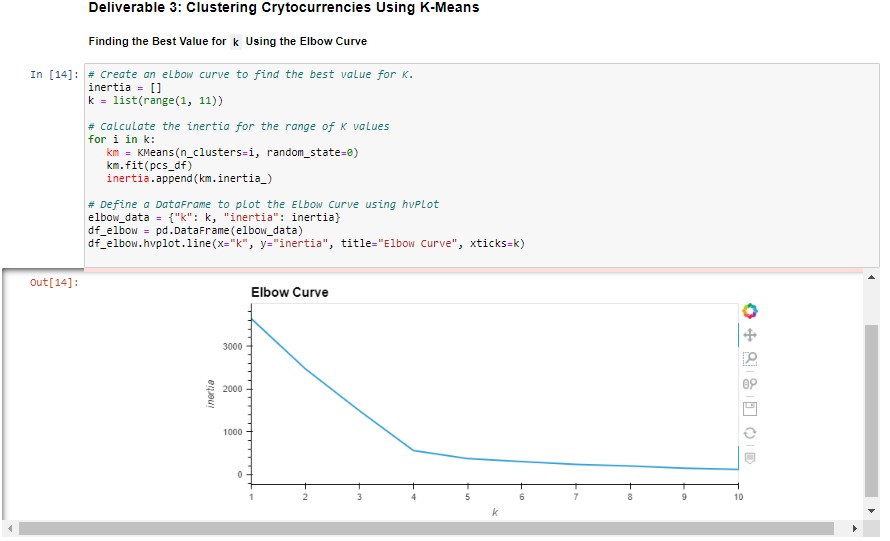 Deliverable 3: Clustering Crytocurrencies Using K-Means
Finding the Best Value for k Using the Elbow Curve
In [14]:
# Create an elbow curve to find the best value for K.
inertia = []
k = list(range(1, 11))
# Calculate the inertia for the range of K values
for i in k:
km = KMeans(n_clusters=i, random_state=0)
km.fit(pcs_df)
inertia.append(km.inertia_)
# Define a DataFrame to plot the Elbow Curve using hvPlot
elbow_data = {"k": k, "inertia": inertia}
df_elbow = pd.DataFrame(elbow_data)
df_elbow.hvplot.line(x="k", y="inertia", title="Elbow Curve", xticks=k)
Out[14]:
Elbow Curve
3000
2000
1000
0
inertia
1 2 3 4 5 6 7 8 9 10
k